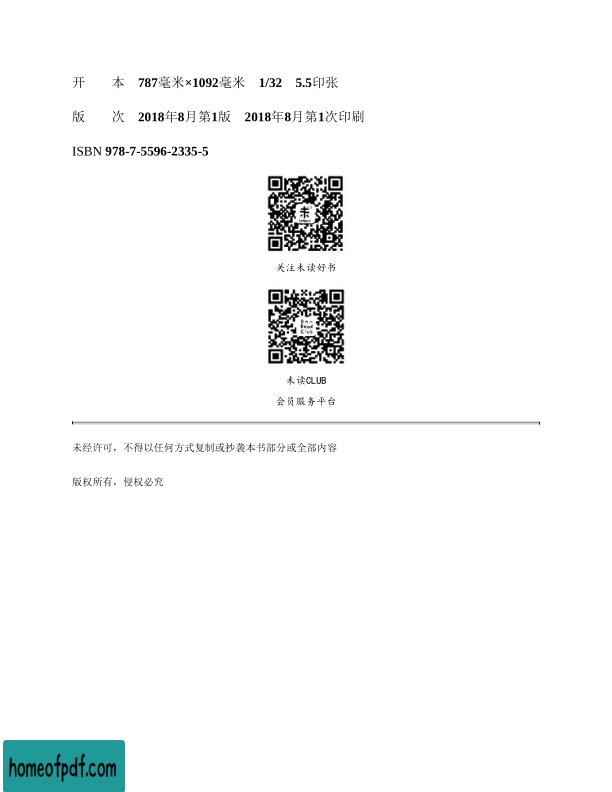 开　　本　787毫米×1092毫米　1/32　5.5印张
版　　次　2018年8月第1版　2018年8月第1次印刷
ISBN 978-7-5596-2335-5
未
关注未读好书
Read
Club
未读CLUB
会员服务平台
未经许可，不得以任何方式复制或抄袭本书部分或全部内容
版权所有，侵权必究
homeofpdf.com